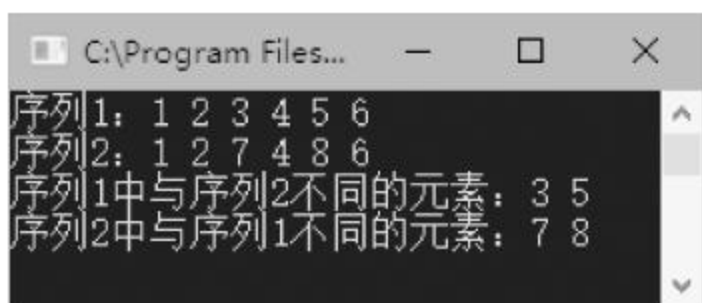 C:\Program Files...
序列1：1 2 3 4 5 6
序列2：1 2 7 4 8 6
序列1中与序列2不同的元素：3 5
序列2中与序列1不同的元素：7 8